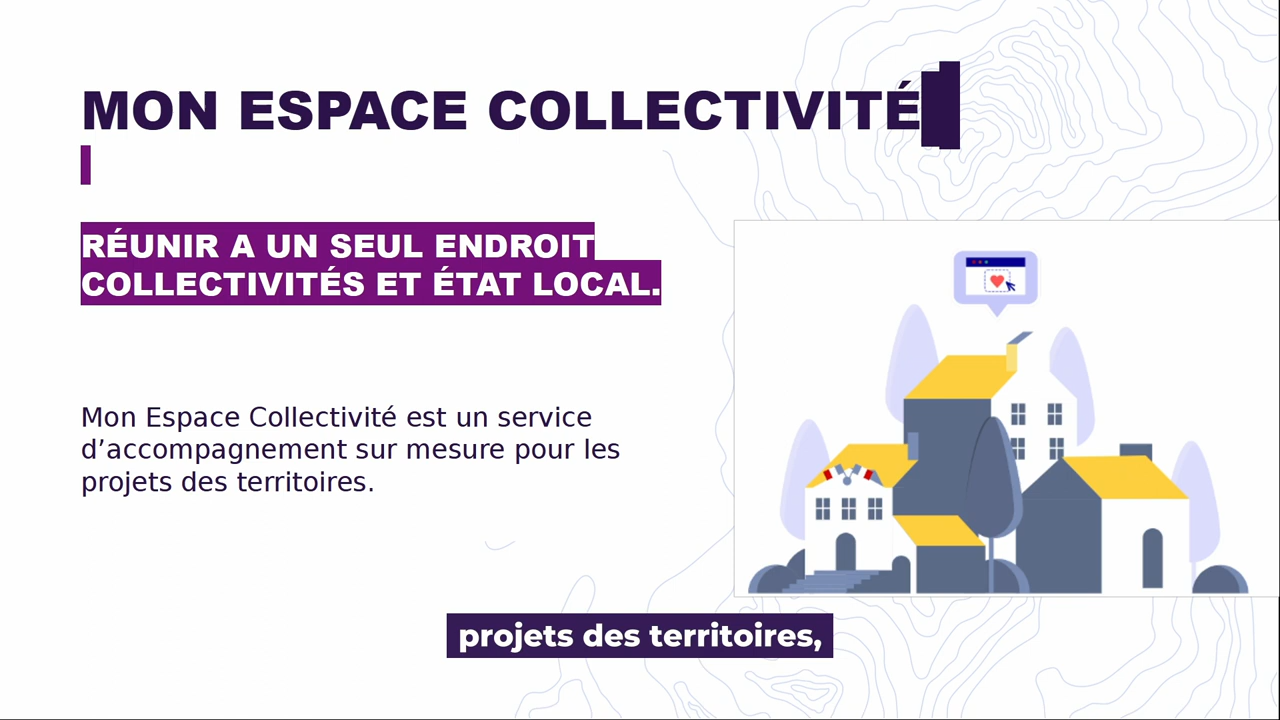 MON ESPACE COLLECTIVITÉ
RÉUNIR A UN SEUL ENDROIT
COLLECTIVITÉS ET ÉTAT LOCAL.
Mon Espace Collectivité est un service
d’accompagnement sur mesure pour les
projets des territoires.
projets des territoires,